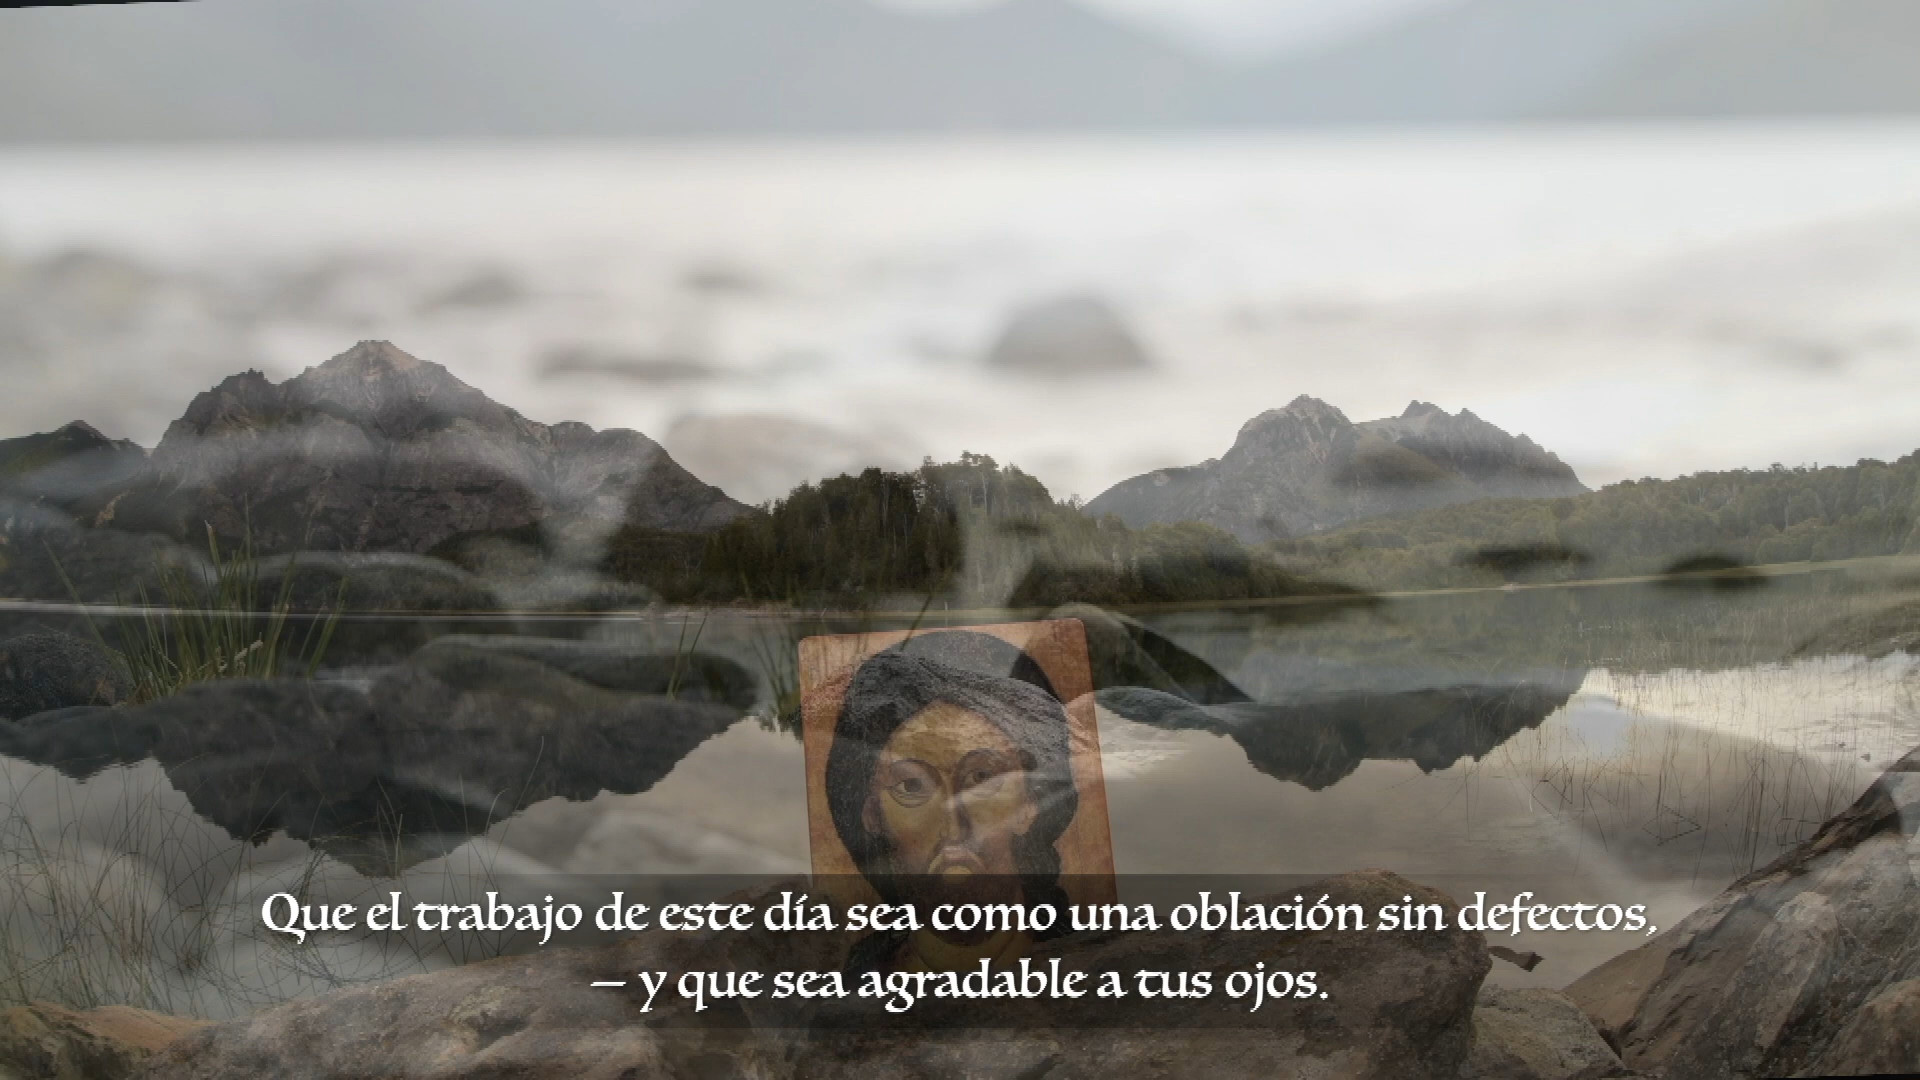 Que el trabajo de este día sea como una oblación sin defectos,
– y que sea agradable a tus ojos.